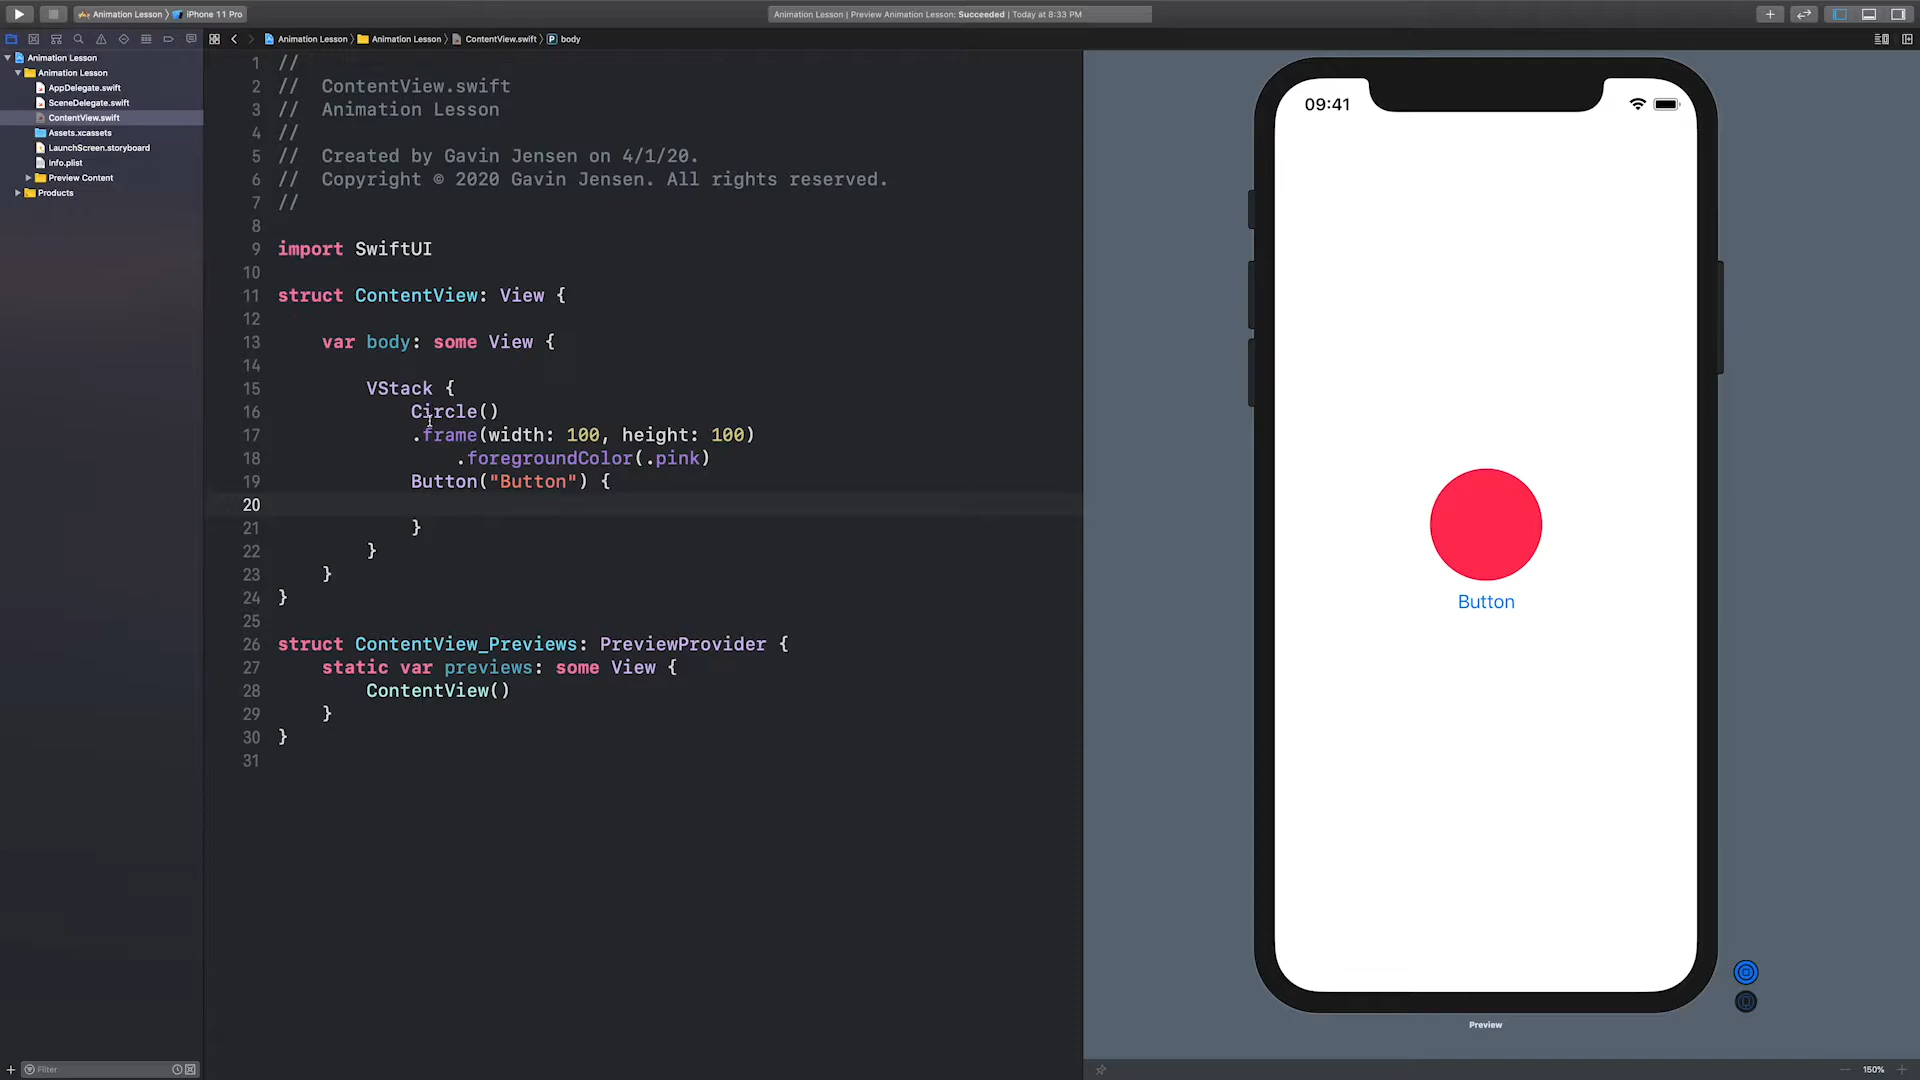 Animation Lesson 〉 iPhone 11 Pro
Animation Lesson | Preview Animation Lesson: Succeeded | Today at 8:33 PM
Animation Lesson 〉 Animation Lesson 〉 ContentView.swift 〉 P body
Animation Lesson
Animation Lesson
AppDelegate.swift
SceneDelegate.swift
ContentView.swift
Assets.xcassets
LaunchScreen.storyboard
Info.plist
Preview Content
Products
1 //
2 //  ContentView.swift
3 //  Animation Lesson
4 //
5 //  Created by Gavin Jensen on 4/1/20.
6 //  Copyright © 2020 Gavin Jensen. All rights reserved.
7 //
8
9 import SwiftUI
10
11 struct ContentView: View {
12
13     var body: some View {
14
15         VStack {
16             Circle()
17             .frame(width: 100, height: 100)
18                 .foregroundColor(.pink)
19             Button("Button") {
20
21             }
22         }
23     }
24 }
25
26 struct ContentView_Previews: PreviewProvider {
27     static var previews: some View {
28         ContentView()
29     }
30 }
31
09:41
Button
Preview
Filter
150%